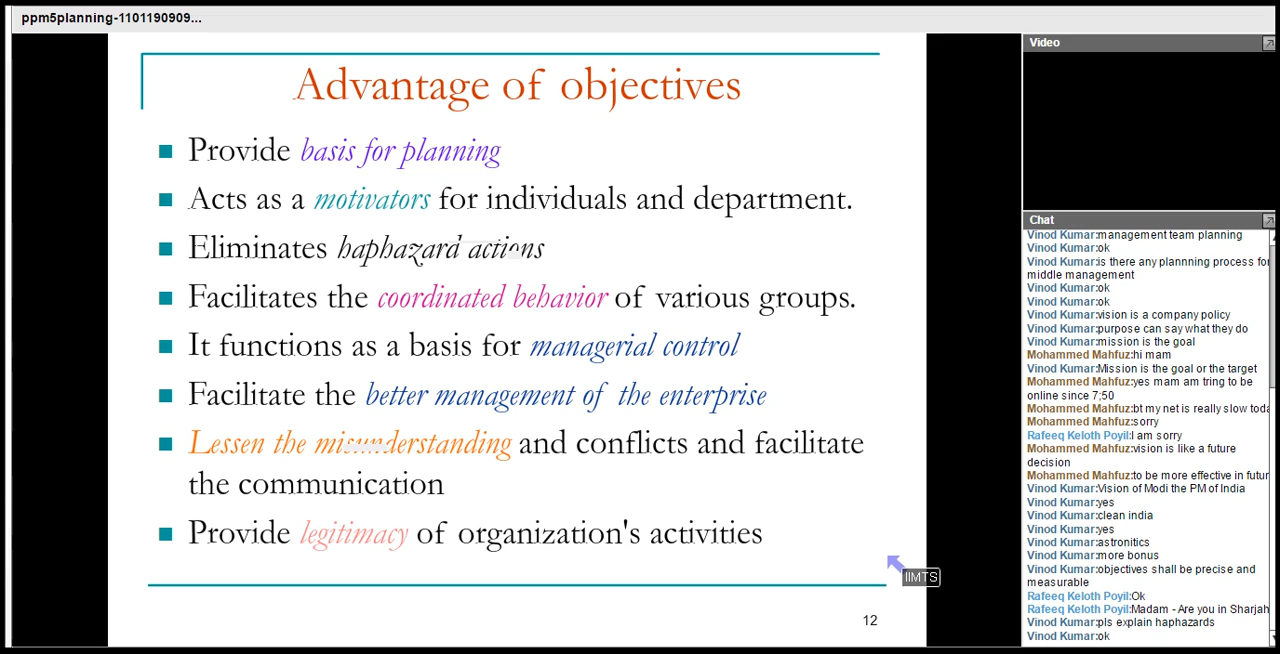 ppm5planning-1101190909...
Advantage of objectives
Provide basis for planning
Acts as a motivators for individuals and department.
Eliminates haphazard actions
Facilitates the coordinated behavior of various groups.
It functions as a basis for managerial control
Facilitate the better management of the enterprise
Lessen the misunderstanding and conflicts and facilitate
the communication
Provide legitimacy of organization's activities
IIMTS
12
Video
Chat
Vinod Kumar:management team planning
Vinod Kumar:ok
Vinod Kumar:is there any plannning process for
middle management
Vinod Kumar:ok
Vinod Kumar:ok
Vinod Kumar:vision is a company policy
Vinod Kumar:purpose can say what they do
Vinod Kumar:mission is the goal
Mohammed Mahfuz:hi mam
Vinod Kumar:Mission is the goal or the target
Mohammed Mahfuz:yes mam am tring to be
online since 7;50
Mohammed Mahfuz:bt my net is really slow toda
Mohammed Mahfuz:sorry
Rafeeq Keloth Poyil:I am sorry
Mohammed Mahfuz:vision is like a future
decision
Mohammed Mahfuz:to be more effective in futur
Vinod Kumar:Vision of Modi the PM of India
Vinod Kumar:yes
Vinod Kumar:clean india
Vinod Kumar:yes
Vinod Kumar:astronitics
Vinod Kumar:more bonus
Vinod Kumar:objectives shall be precise and
measurable
Rafeeq Keloth Poyil:Ok
Rafeeq Keloth Poyil:Madam - Are you in Sharjah
Vinod Kumar:pls explain haphazards
Vinod Kumar:ok